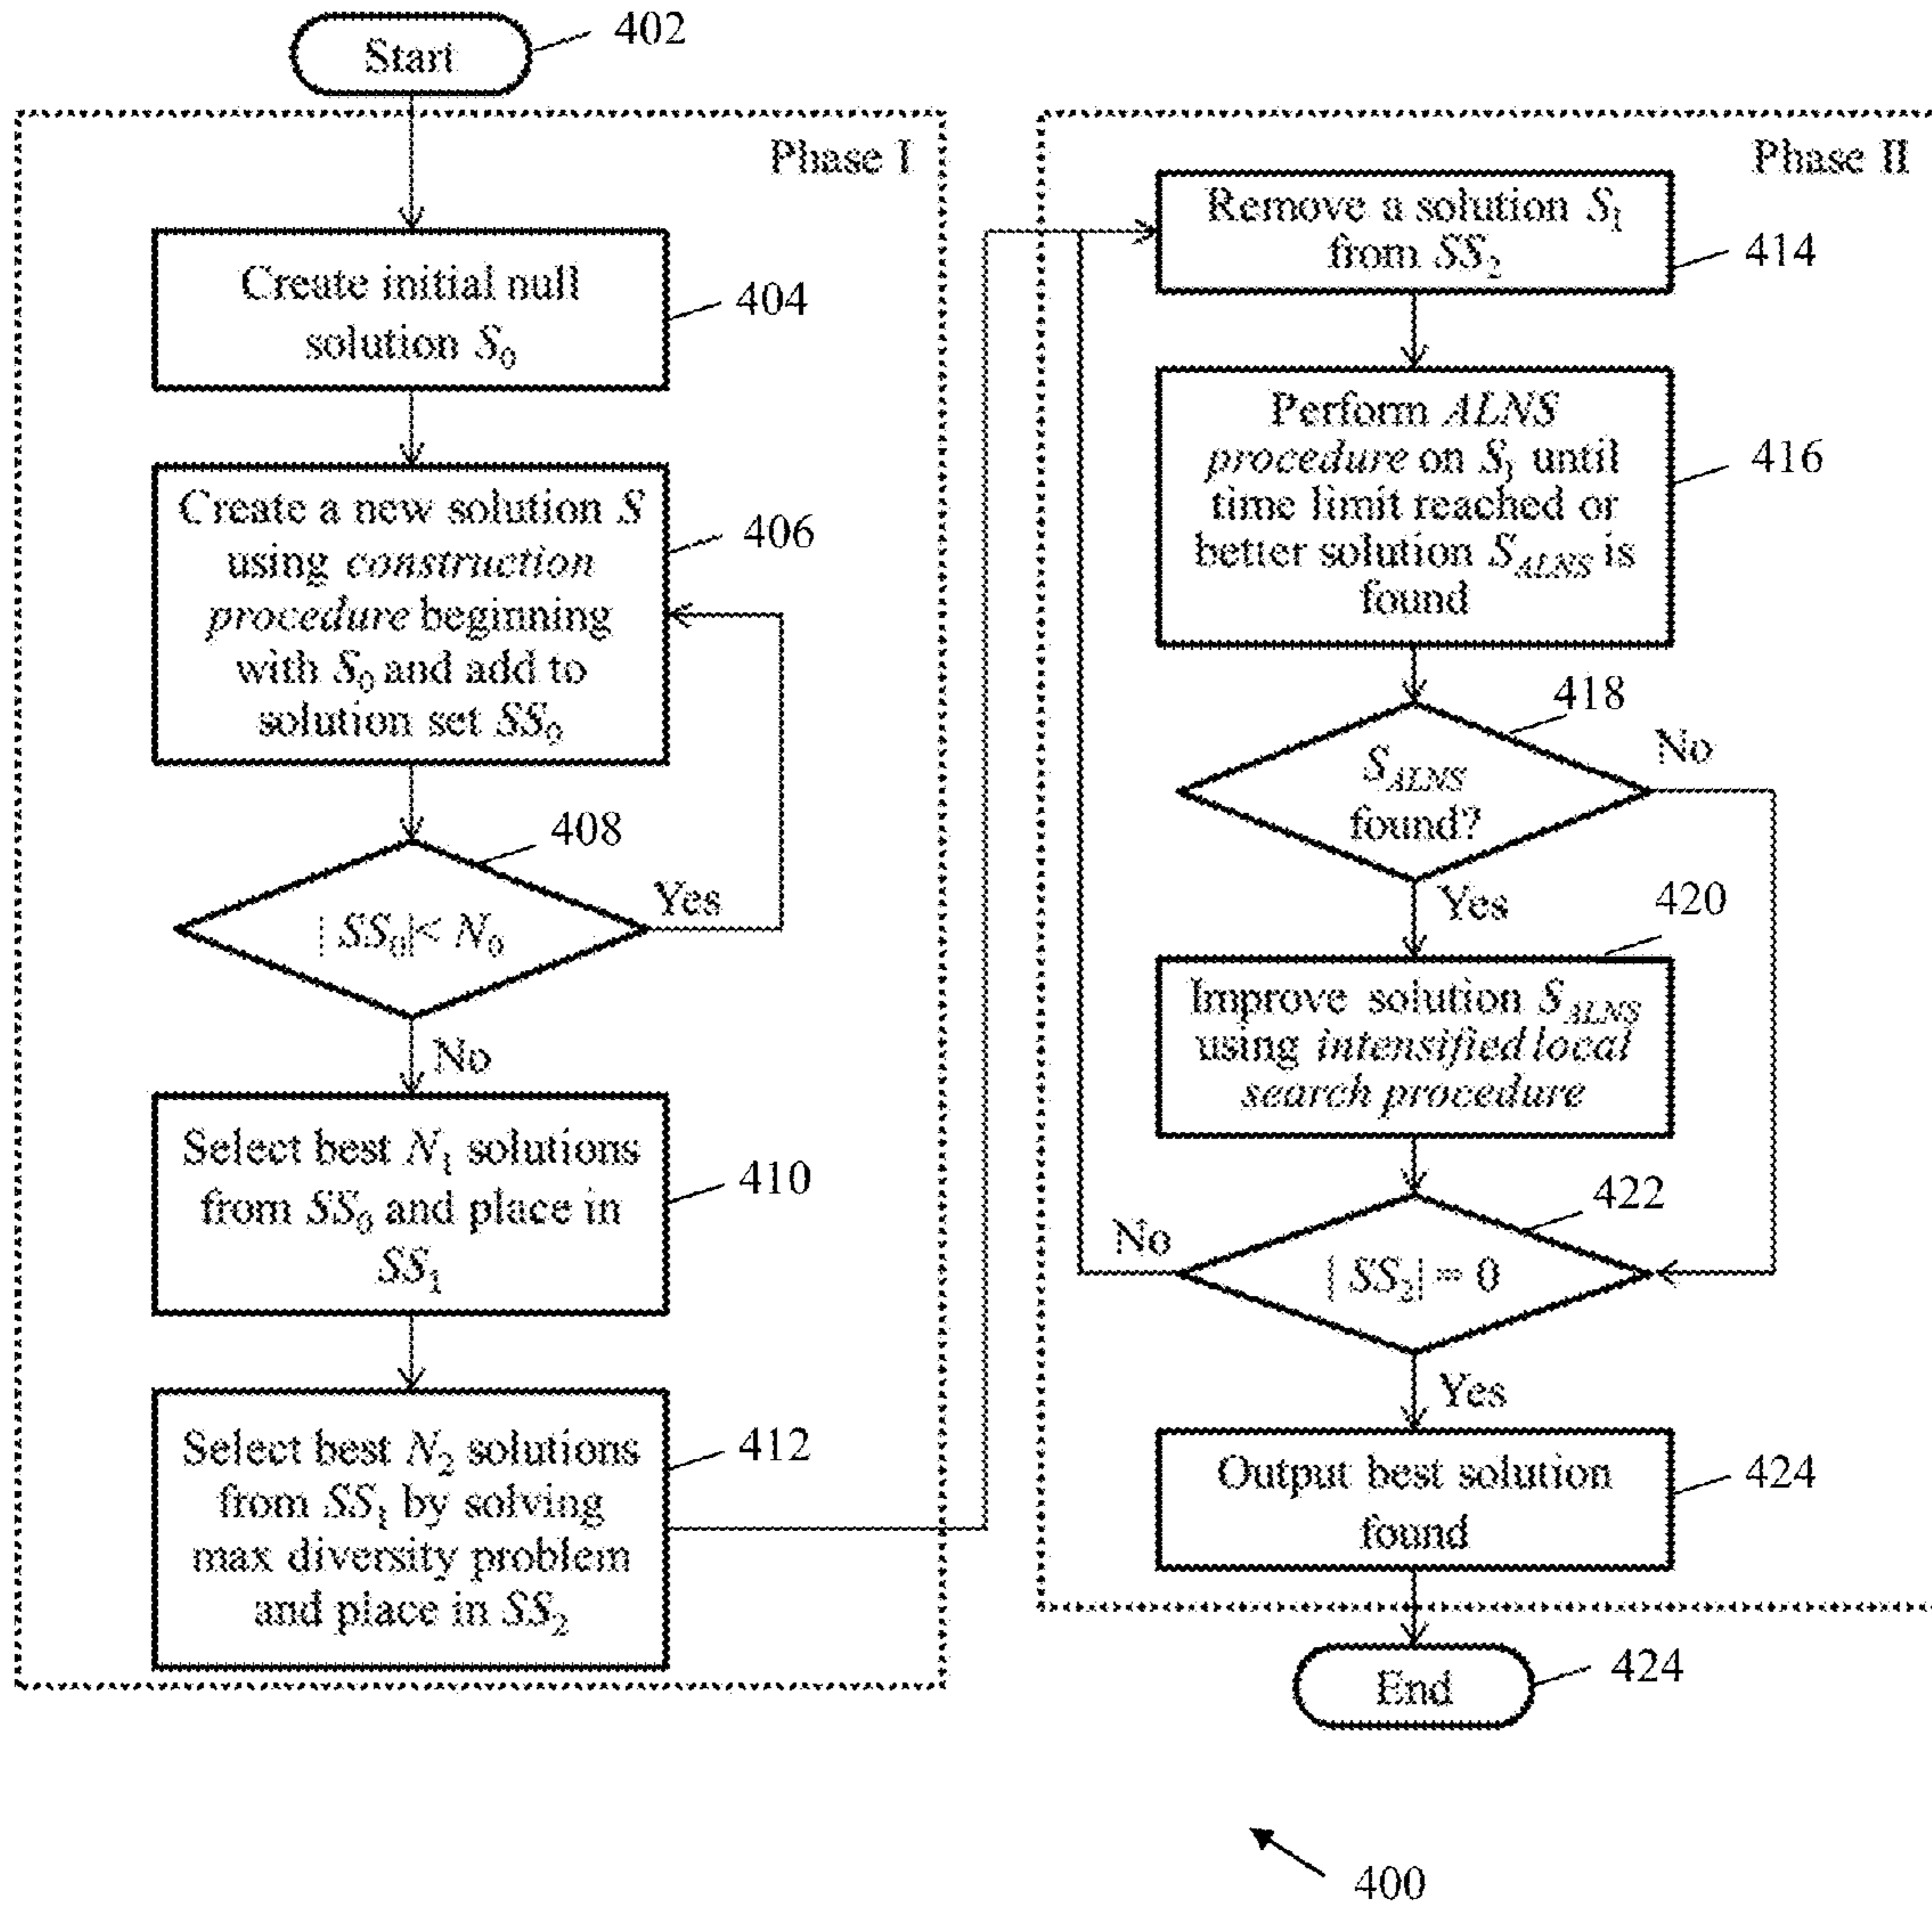 Start
402
Phase I
Create initial null
solution S₀
404
Create a new solution S
using construction
procedure beginning
with S₀ and add to
solution set SS₀
406
408
| SS₀|< N₀
Yes
No
Select best N₁ solutions
from SS₀ and place in
SS₁
410
Select best N₂ solutions
from SS₁ by solving
max diversity problem
and place in SS₂
412
Phase II
Remove a solution S₁
from SS₂
414
Perform ALNS
procedure on S₁ until
time limit reached or
better solution S_ALNS is
found
416
418
S_ALNS
found?
No
Yes
420
Improve solution S_ALNS
using intensified local
search procedure
422
No
| SS₂| = 0
Yes
Output best solution
found
424
End
424
400